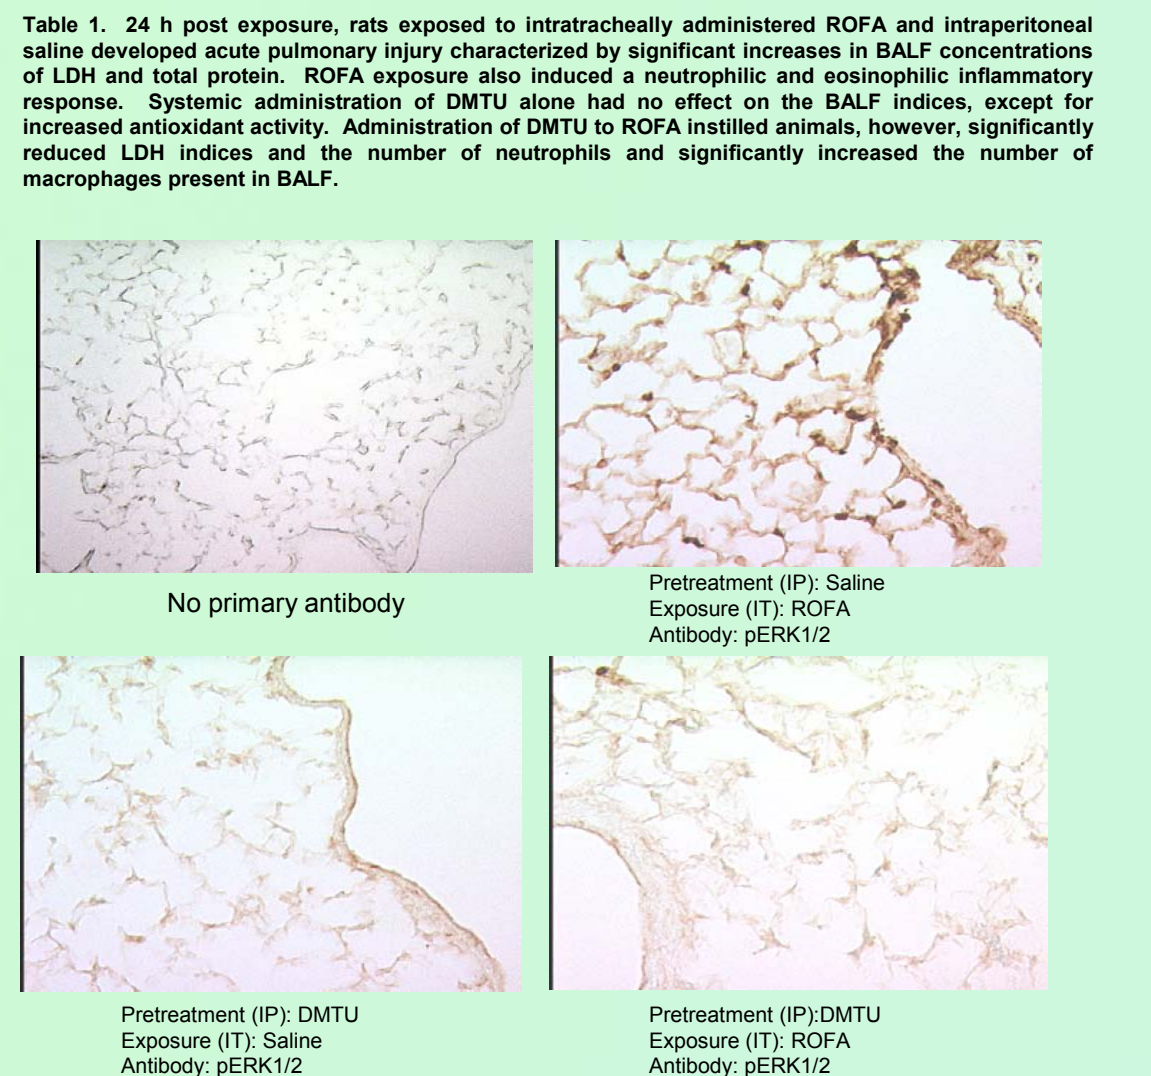 Table 1. 24 h post exposure, rats exposed to intratracheally administered ROFA and intraperitoneal
saline developed acute pulmonary injury characterized by significant increases in BALF concentrations
of LDH and total protein. ROFA exposure also induced a neutrophilic and eosinophilic inflammatory
response. Systemic administration of DMTU alone had no effect on the BALF indices, except for
increased antioxidant activity. Administration of DMTU to ROFA instilled animals, however, significantly
reduced LDH indices and the number of neutrophils and significantly increased the number of
macrophages present in BALF.
No primary antibody
Pretreatment (IP): Saline
Exposure (IT): ROFA
Antibody: pERK1/2
Pretreatment (IP): DMTU
Exposure (IT): Saline
Antibody: pERK1/2
Pretreatment (IP):DMTU
Exposure (IT): ROFA
Antibody: pERK1/2